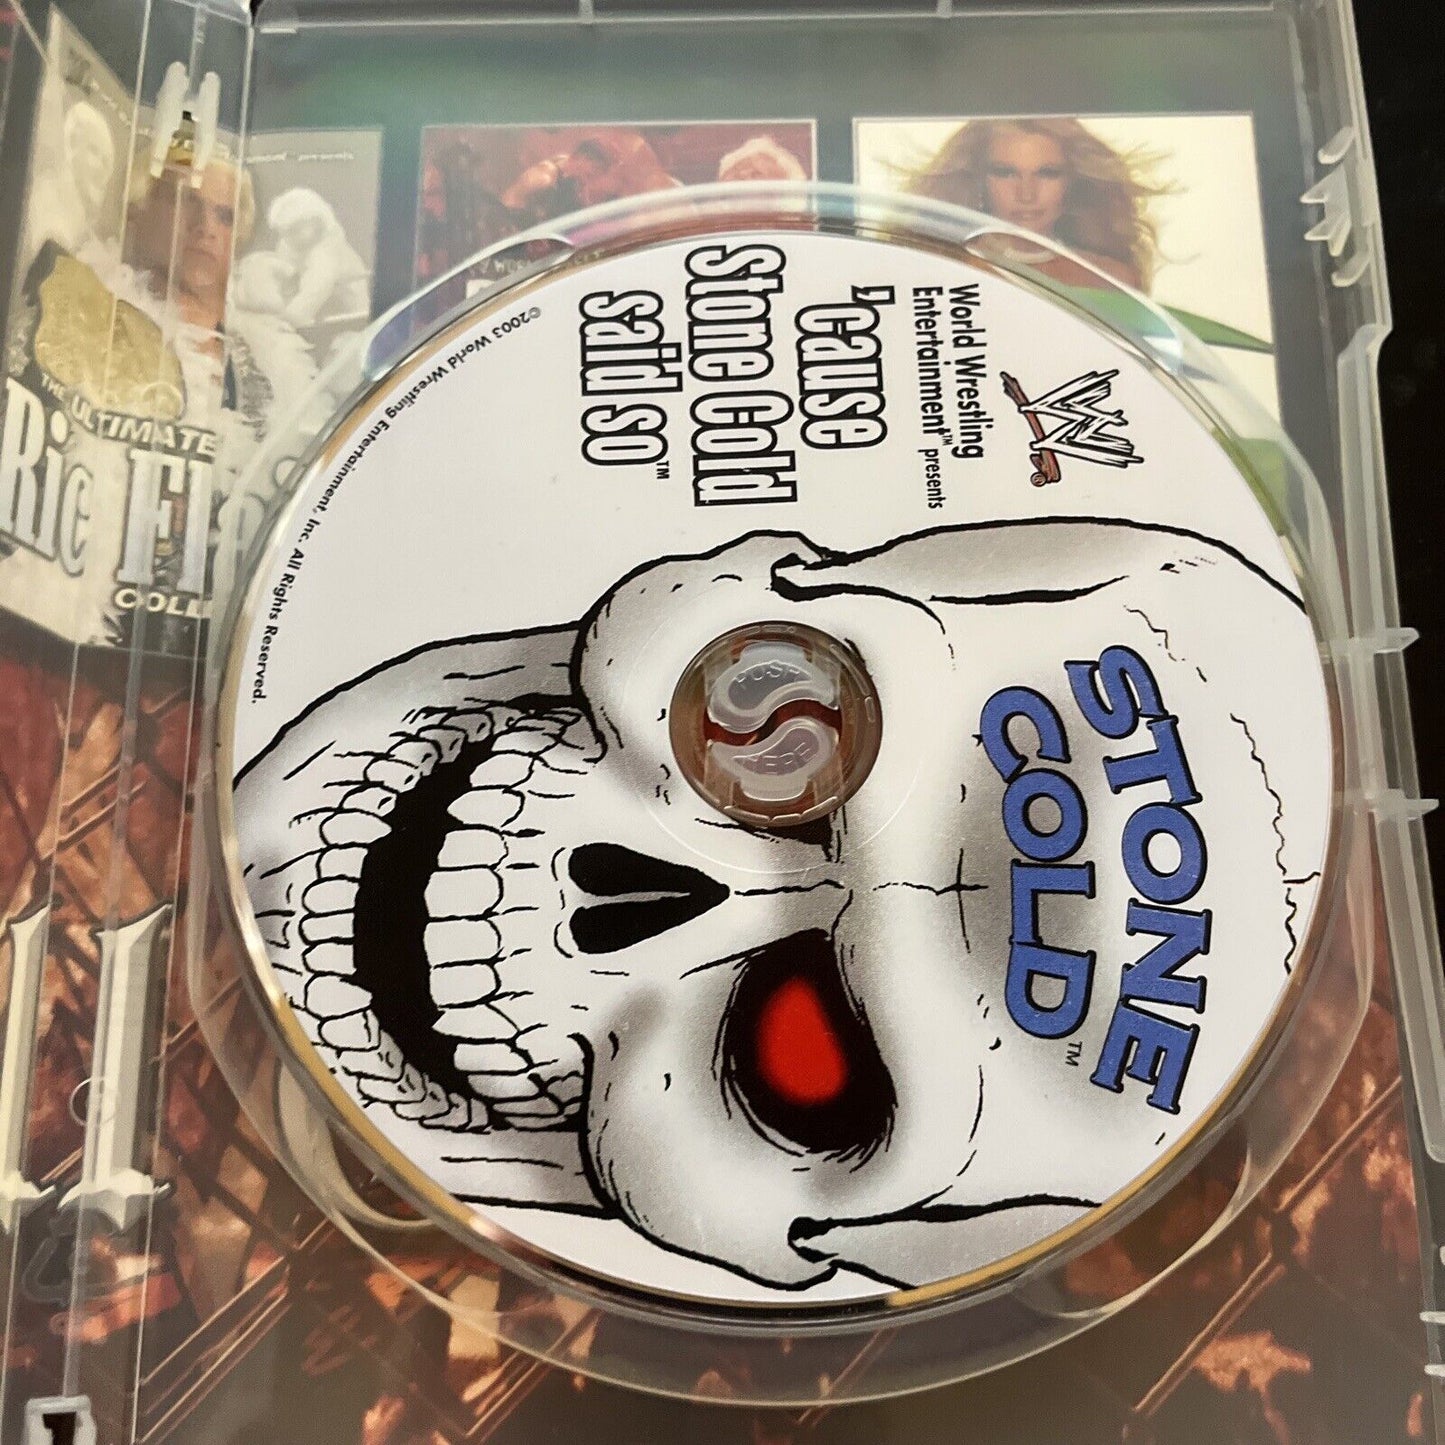 World Wrestling
Entertainment™ presents
'cause
Stone Cold
said so™
STONE
COLD™
©2003 World Wrestling Entertainment, Inc. All Rights Reserved.
PUSH
HERE
THE ULTIMATE
Ric Fl
COLL